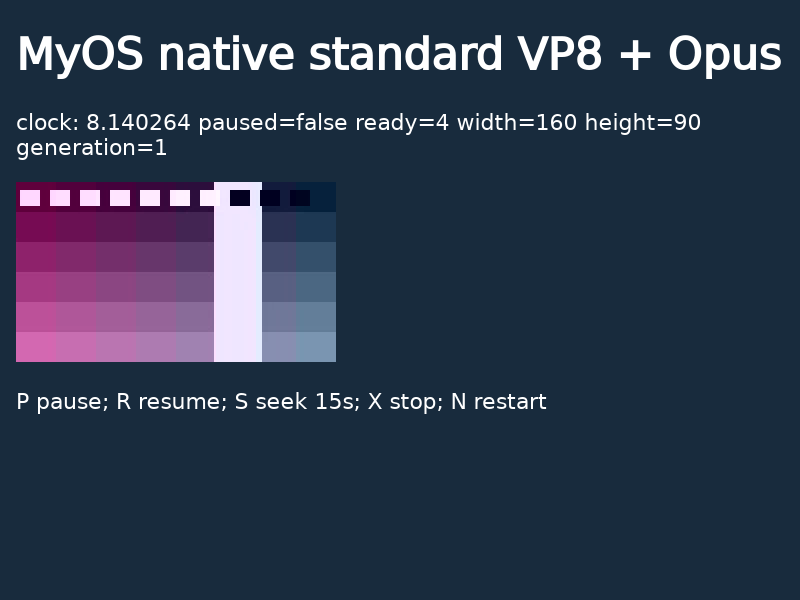 MyOS native standard VP8 + Opus
clock: 8.140264 paused=false ready=4 width=160 height=90
generation=1
P pause; R resume; S seek 15s; X stop; N restart